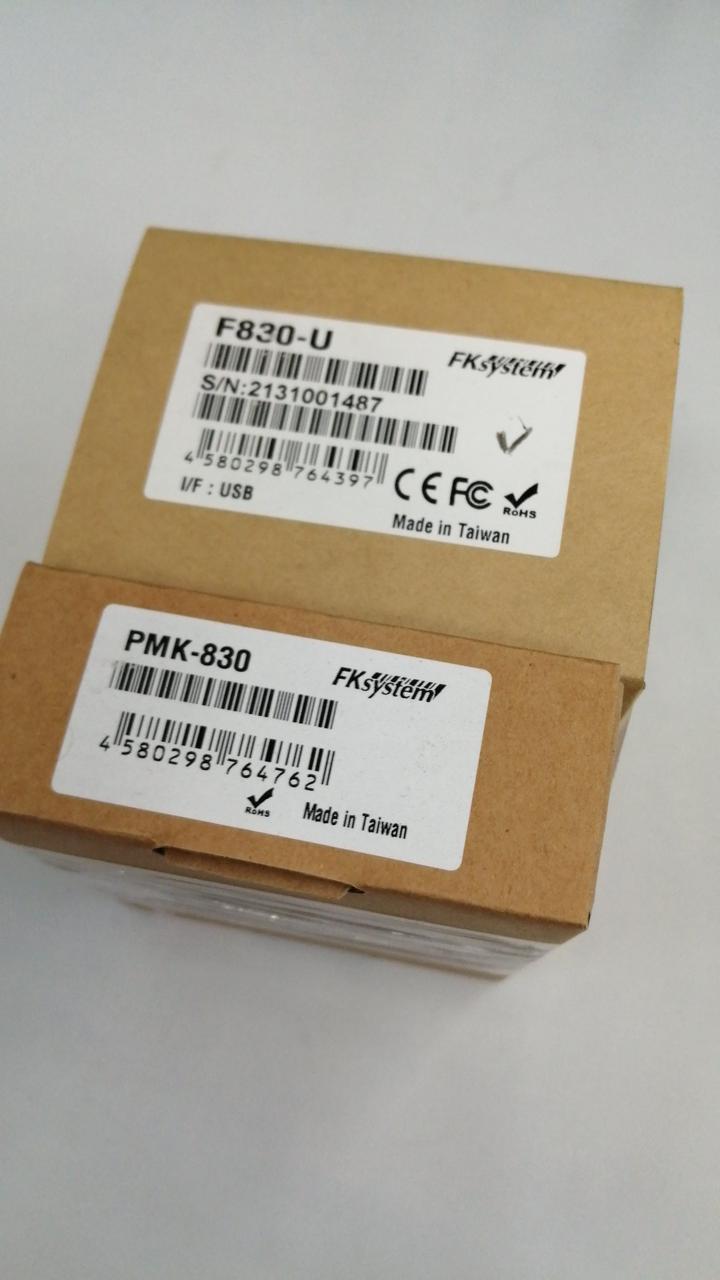 F830-U
FKsystem
S/N:2131001487
4 580298 764397
I/F : USB
CE FC
RoHS
Made in Taiwan
PMK-830
FKsystem
4 580298 764762
RoHS
Made in Taiwan